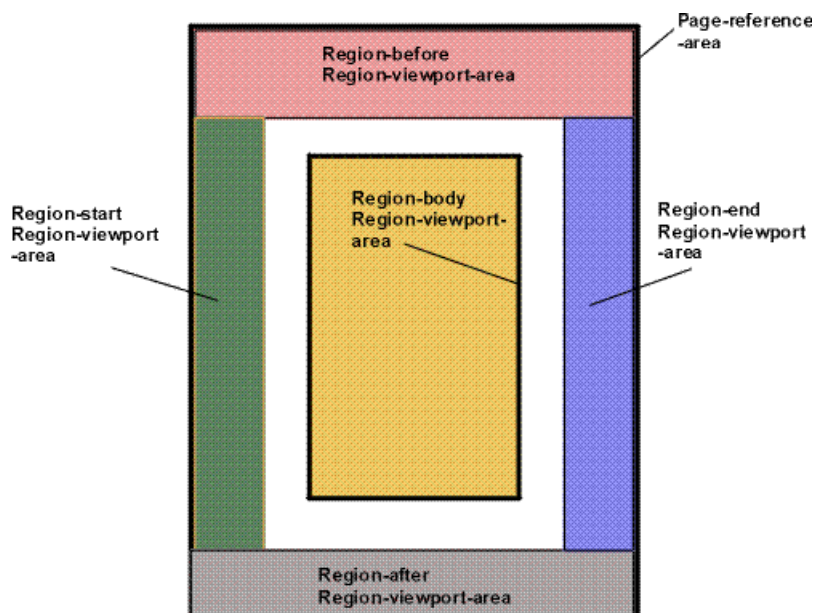 Page-reference
-area
Region-before
Region-viewport-area
Region-start
Region-viewport
-area
Region-body
Region-viewport-
area
Region-end
Region-viewport
-area
Region-after
Region-viewport-area